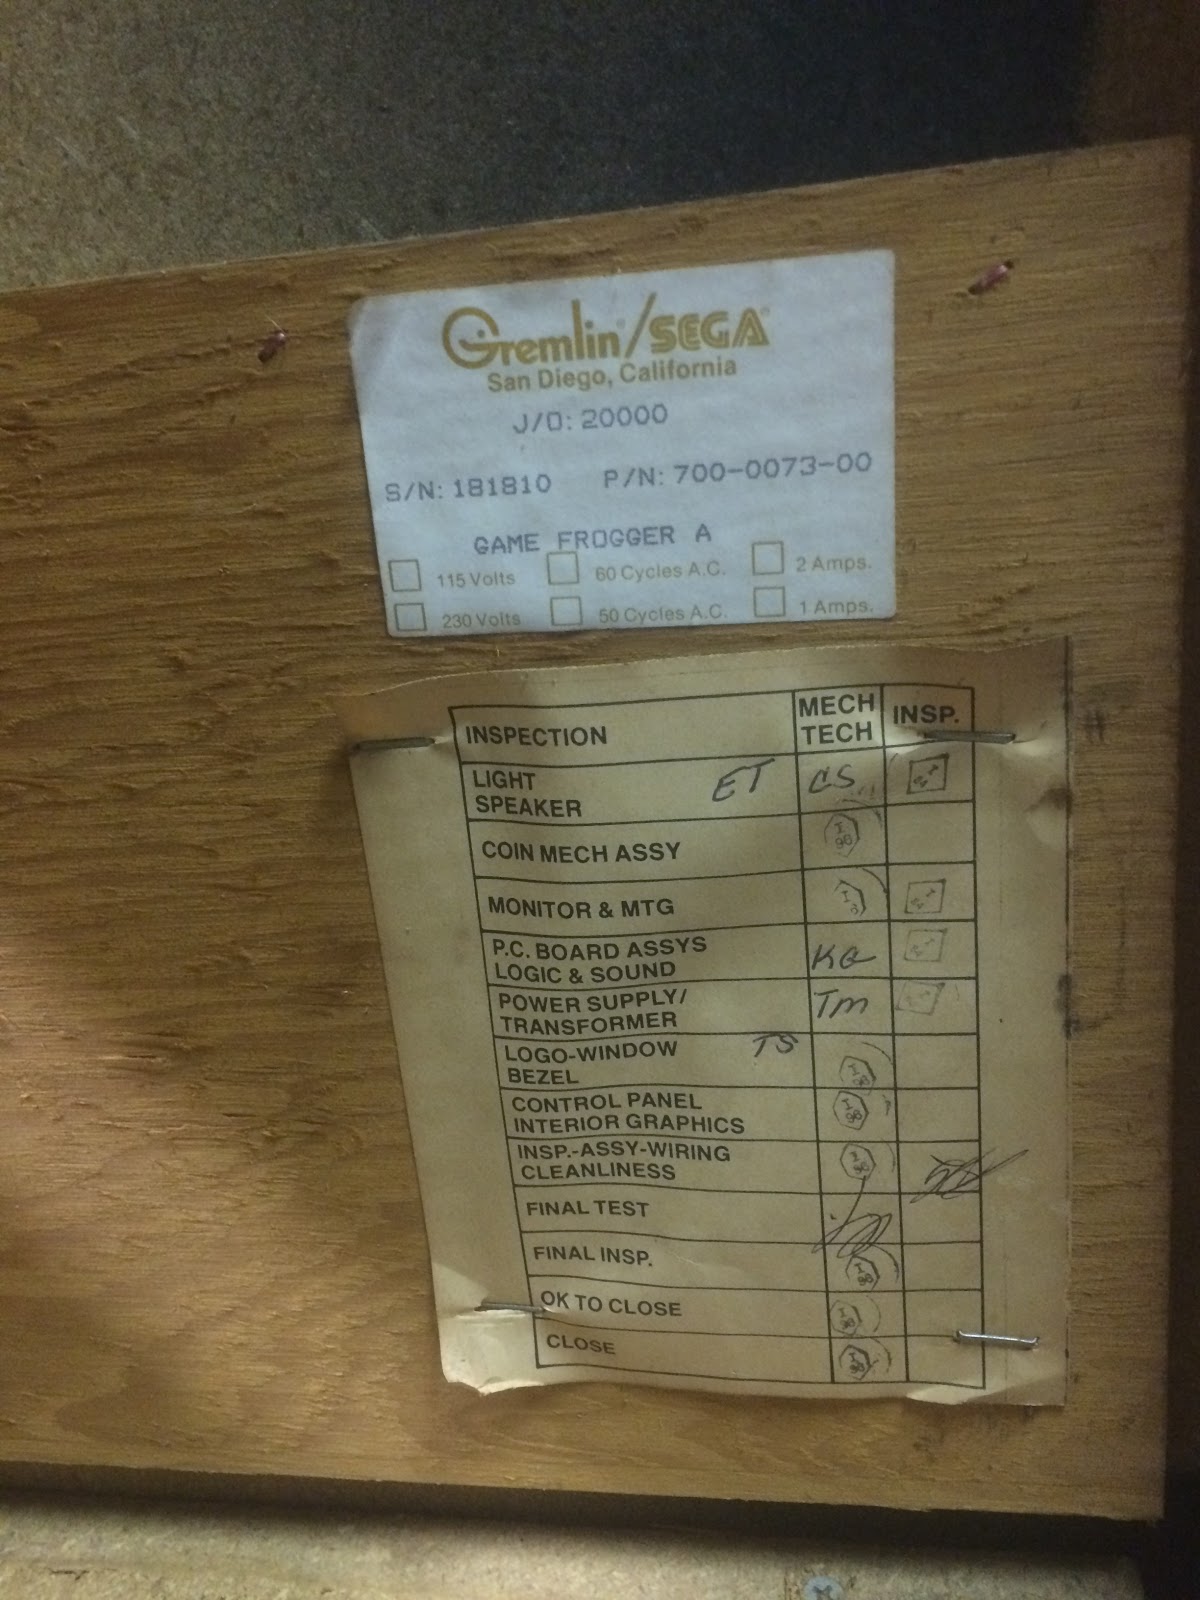 Gremlin/SEGA
San Diego, California
J/O: 20000
S/N: 181810 P/N: 700-0073-00
GAME FROGGER A
115 Volts 60 Cycles A.C. 2 Amps.
230 Volts 50 Cycles A.C. 1 Amps.
INSPECTION MECH TECH INSP.
LIGHT
SPEAKER ET CS
COIN MECH ASSY
MONITOR & MTG
P.C. BOARD ASSYS
LOGIC & SOUND
POWER SUPPLY/
TRANSFORMER Tm
LOGO-WINDOW TS
BEZEL
CONTROL PANEL
INTERIOR GRAPHICS
INSP.-ASSY-WIRING
CLEANLINESS
FINAL TEST
FINAL INSP.
OK TO CLOSE
CLOSE